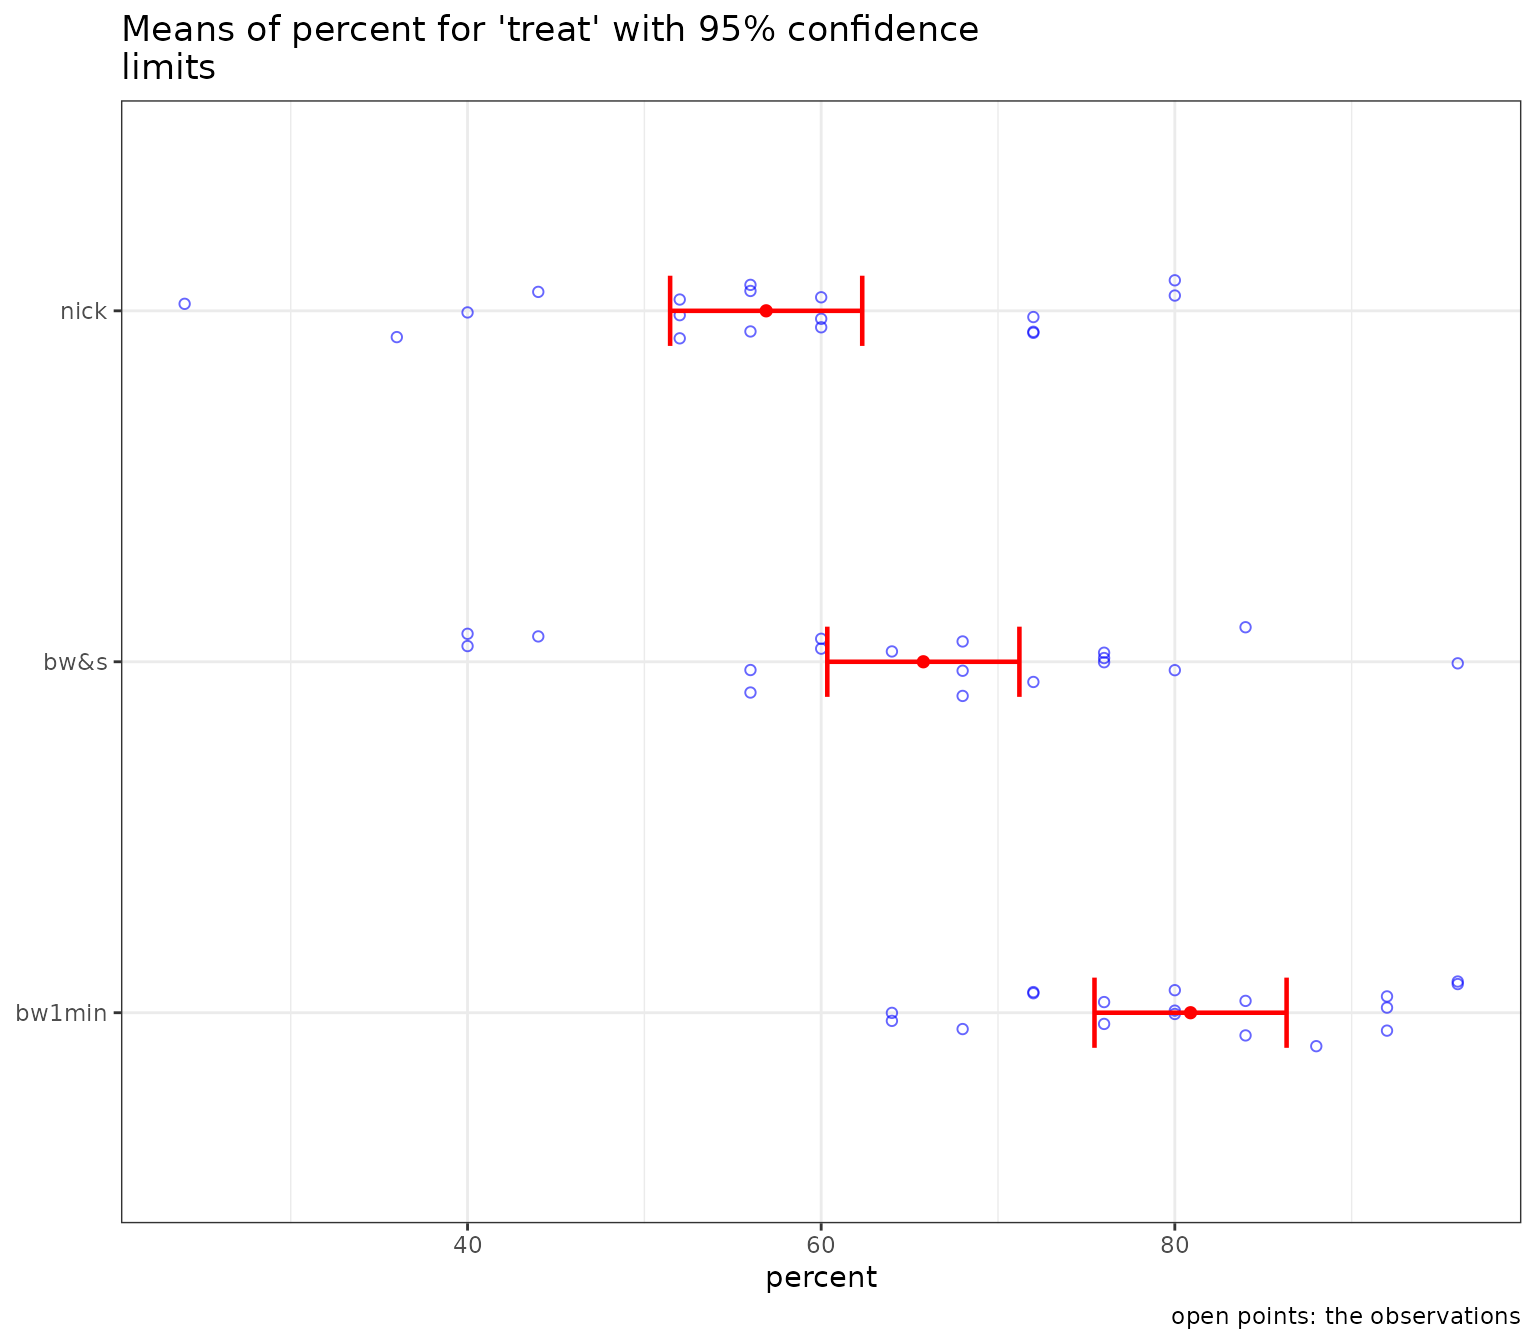 Means of percent for 'treat' with 95% confidence
limits
nick
bw&s
bw1min
40 60 80
percent
open points: the observations